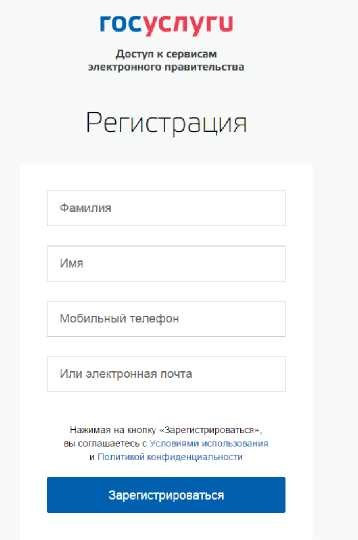 госуслуги
Доступ к сервисам
электронного правительства
Регистрация
Фамилия
Имя
Мобильный телефон
Или электронная почта
Нажимая на кнопку «Зарегистрироваться»,
вы соглашаетесь с Условиями использования
и Политикой конфиденциальности
Зарегистрироваться